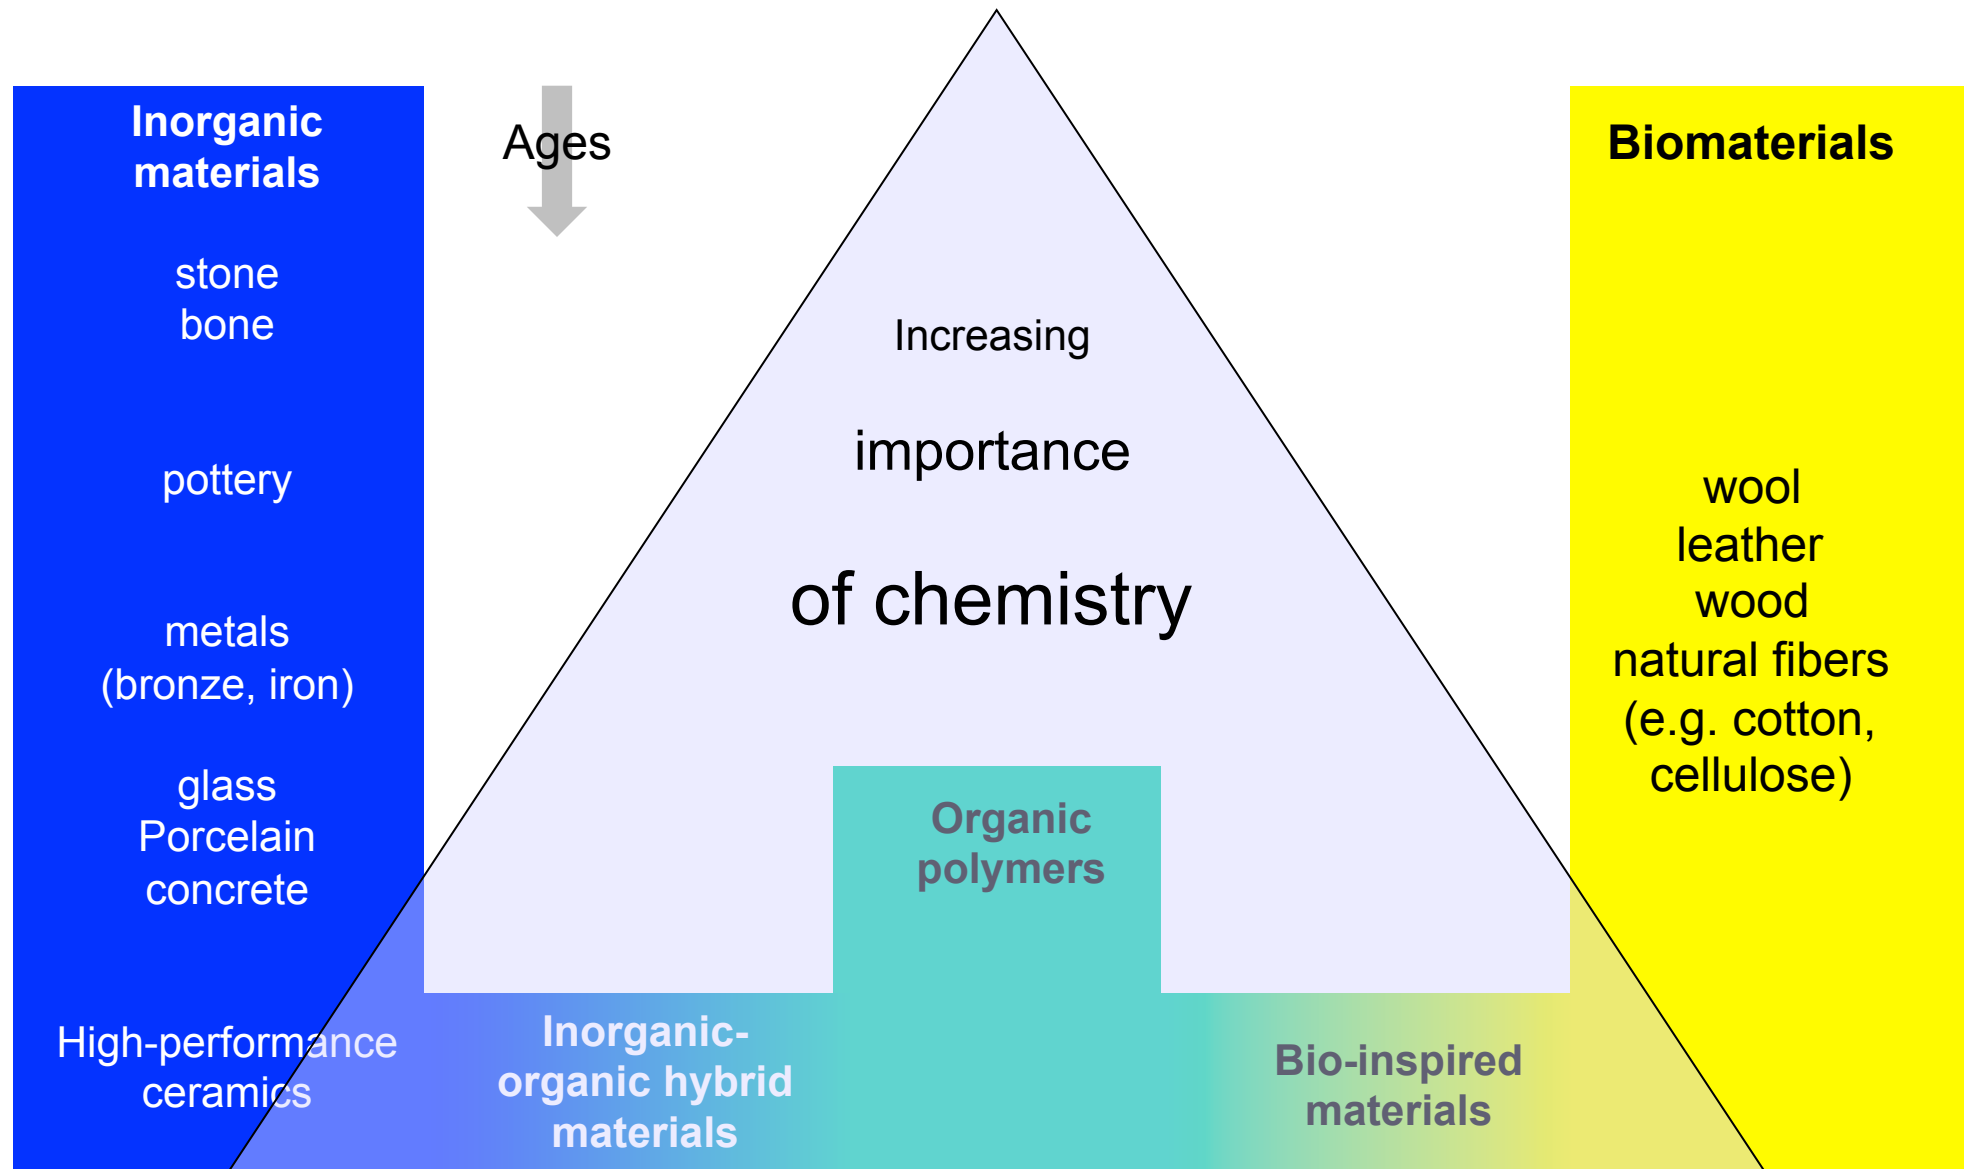 Inorganic
materials
stone
bone
pottery
metals
(bronze, iron)
glass
Porcelain
concrete
High-performance
ceramics
Ages
Increasing
importance
of chemistry
Organic
polymers
Inorganic-
organic hybrid
materials
Bio-inspired
materials
Biomaterials
wool
leather
wood
natural fibers
(e.g. cotton,
cellulose)